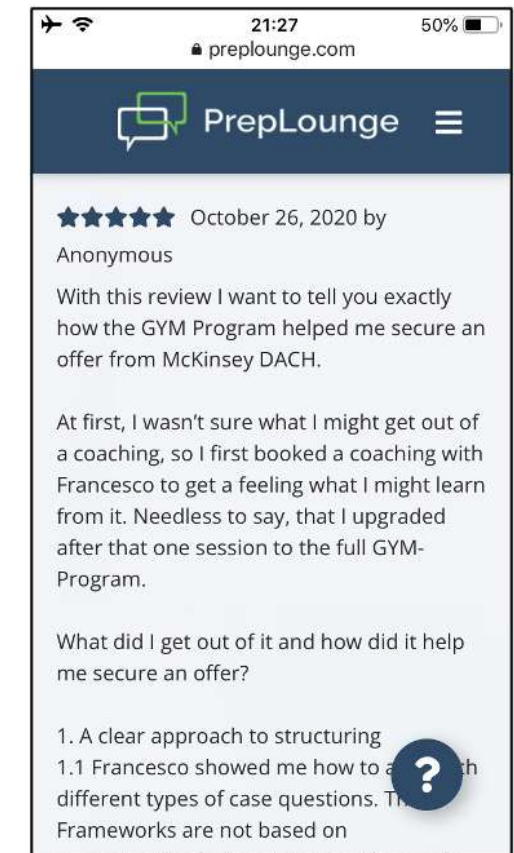 21:27
50%
preplounge.com
PrepLounge
October 26, 2020 by
Anonymous
With this review I want to tell you exactly
how the GYM Program helped me secure an
offer from McKinsey DACH.
At first, I wasn't sure what I might get out of
a coaching, so I first booked a coaching with
Francesco to get a feeling what I might learn
from it. Needless to say, that I upgraded
after that one session to the full GYM-
Program.
What did I get out of it and how did it help
me secure an offer?
1. A clear approach to structuring
1.1 Francesco showed me how to
?
different types of case questions.
Frameworks are not based on